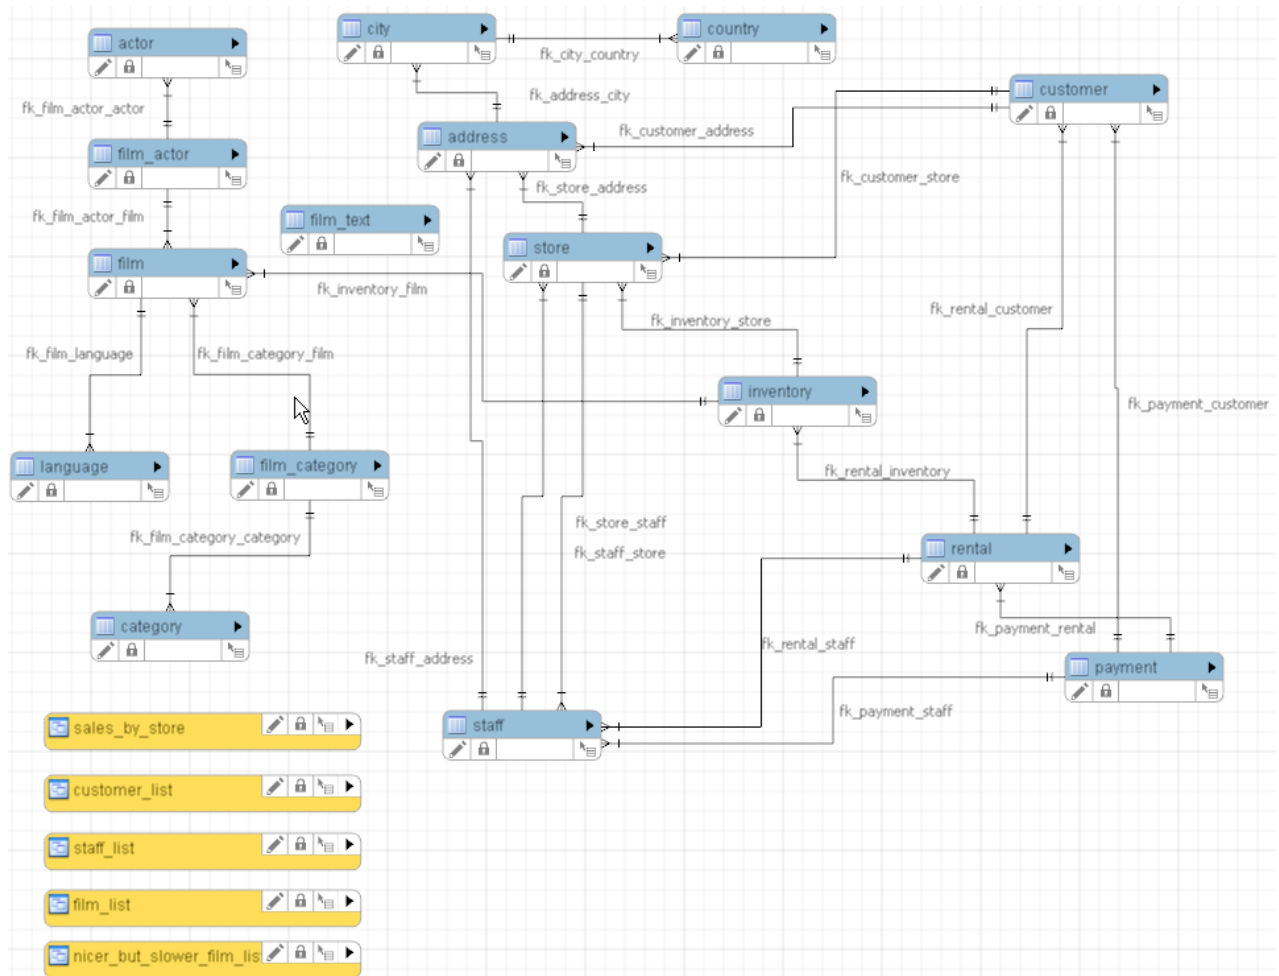 city
country
actor
fk_city_country
customer
fk_address_city
fk_film_actor_actor
fk_customer_address
address
film_actor
fk_customer_store
fk_store_address
fk_film_actor_film
film_text
store
film
fk_inventory_film
fk_rental_customer
fk_inventory_store
fk_film_language
fk_film_category_film
inventory
fk_payment_customer
language
film_category
fk_rental_inventory
fk_store_staff
fk_film_category_category
rental
fk_staff_store
category
fk_payment_rental
fk_rental_staff
fk_staff_address
payment
fk_payment_staff
staff
sales_by_store
customer_list
staff_list
film_list
nicer_but_slower_film_lis